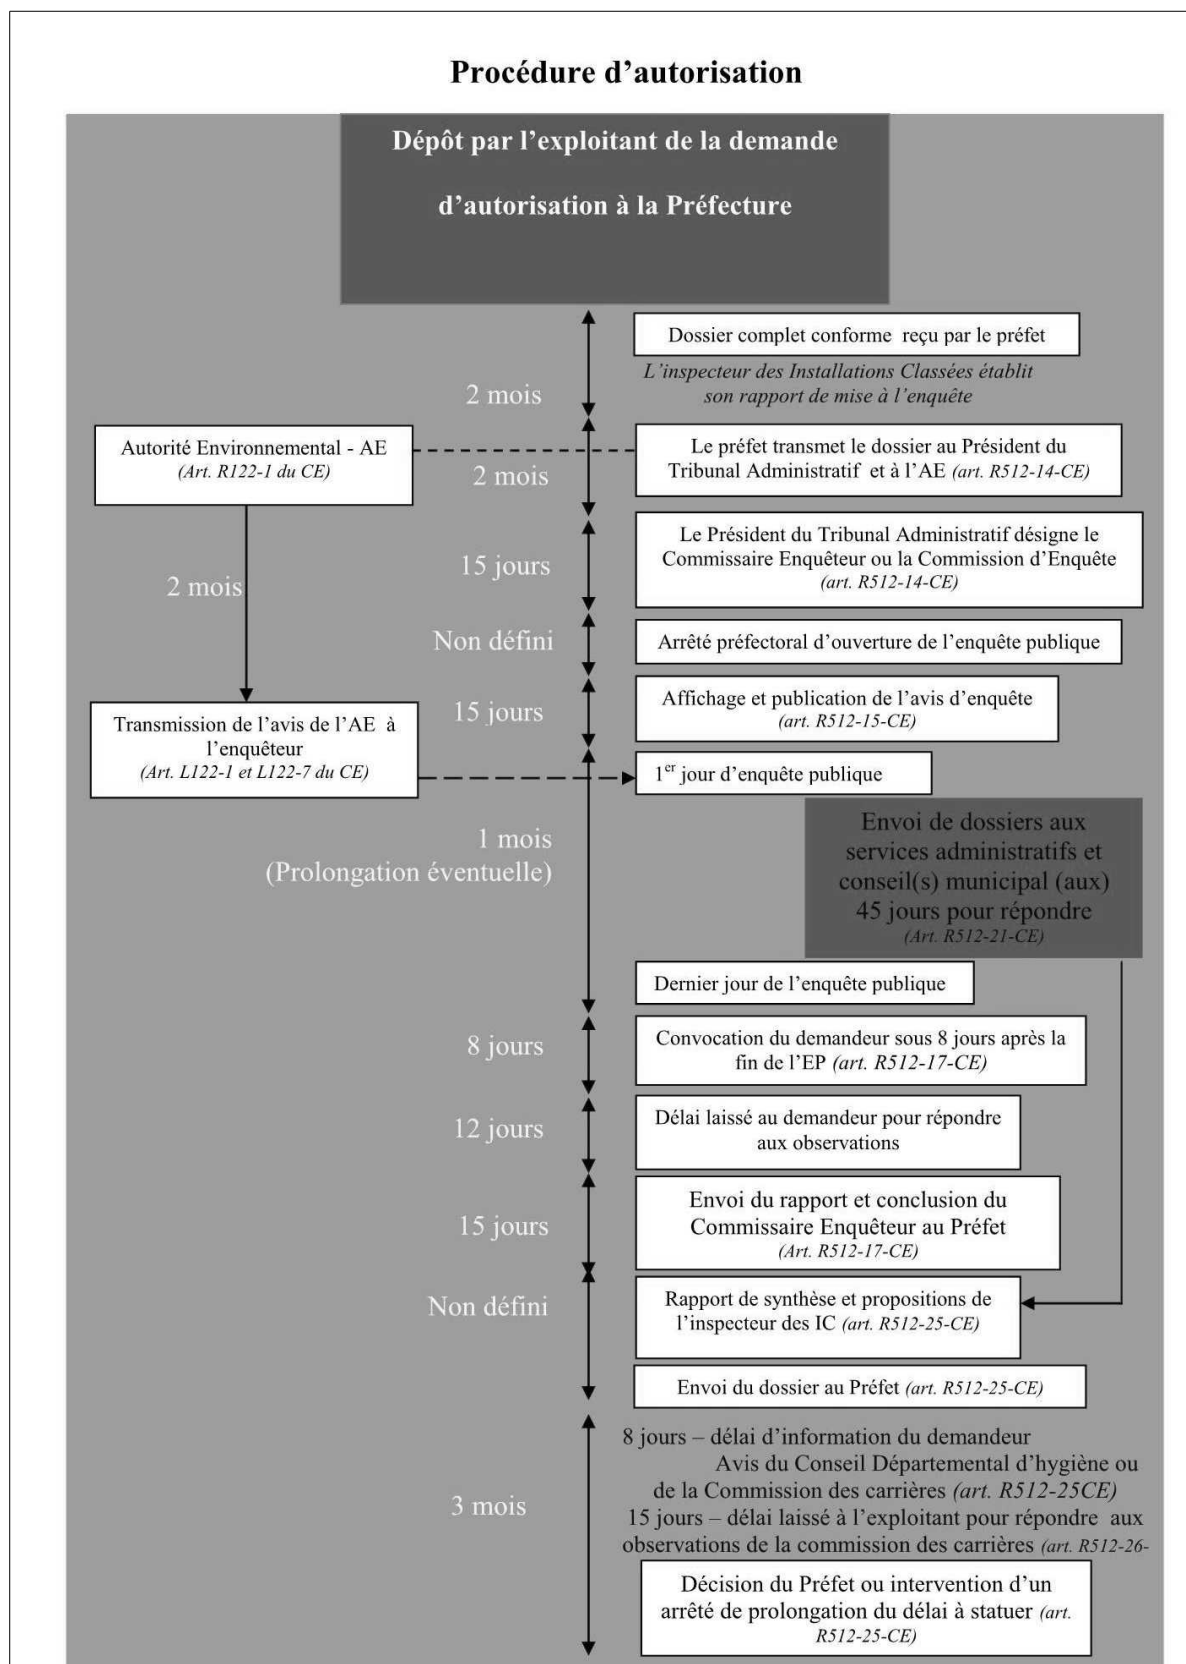 Procédure d’autorisation
Dépôt par l’exploitant de la demande
d’autorisation à la Préfecture
Dossier complet conforme reçu par le préfet
L’inspecteur des Installations Classées établit
son rapport de mise à l’enquête
2 mois
Autorité Environnemental - AE
(Art. R122-1 du CE)
Le préfet transmet le dossier au Président du
Tribunal Administratif et à l’AE (art. R512-14-CE)
2 mois
Le Président du Tribunal Administratif désigne le
Commissaire Enquêteur ou la Commission d’Enquête
(art. R512-14-CE)
15 jours
2 mois
Non défini
Arrêté préfectoral d’ouverture de l’enquête publique
Affichage et publication de l’avis d’enquête
(art. R512-15-CE)
15 jours
Transmission de l’avis de l’AE à
l’enquêteur
(Art. L122-1 et L122-7 du CE)
1er jour d’enquête publique
1 mois
(Prolongation éventuelle)
Envoi de dossiers aux
services administratifs et
conseil(s) municipal (aux)
45 jours pour répondre
(Art. R512-21-CE)
Dernier jour de l’enquête publique
8 jours
Convocation du demandeur sous 8 jours après la
fin de l’EP (art. R512-17-CE)
12 jours
Délai laissé au demandeur pour répondre
aux observations
15 jours
Envoi du rapport et conclusion du
Commissaire Enquêteur au Préfet
(Art. R512-17-CE)
Non défini
Rapport de synthèse et propositions de
l’inspecteur des IC (art. R512-25-CE)
Envoi du dossier au Préfet (art. R512-25-CE)
3 mois
8 jours – délai d’information du demandeur
Avis du Conseil Départemental d’hygiène ou
de la Commission des carrières (art. R512-25CE)
15 jours – délai laissé à l’exploitant pour répondre aux
observations de la commission des carrières (art. R512-26-
Décision du Préfet ou intervention d’un
arrêté de prolongation du délai à statuer (art.
R512-25-CE)